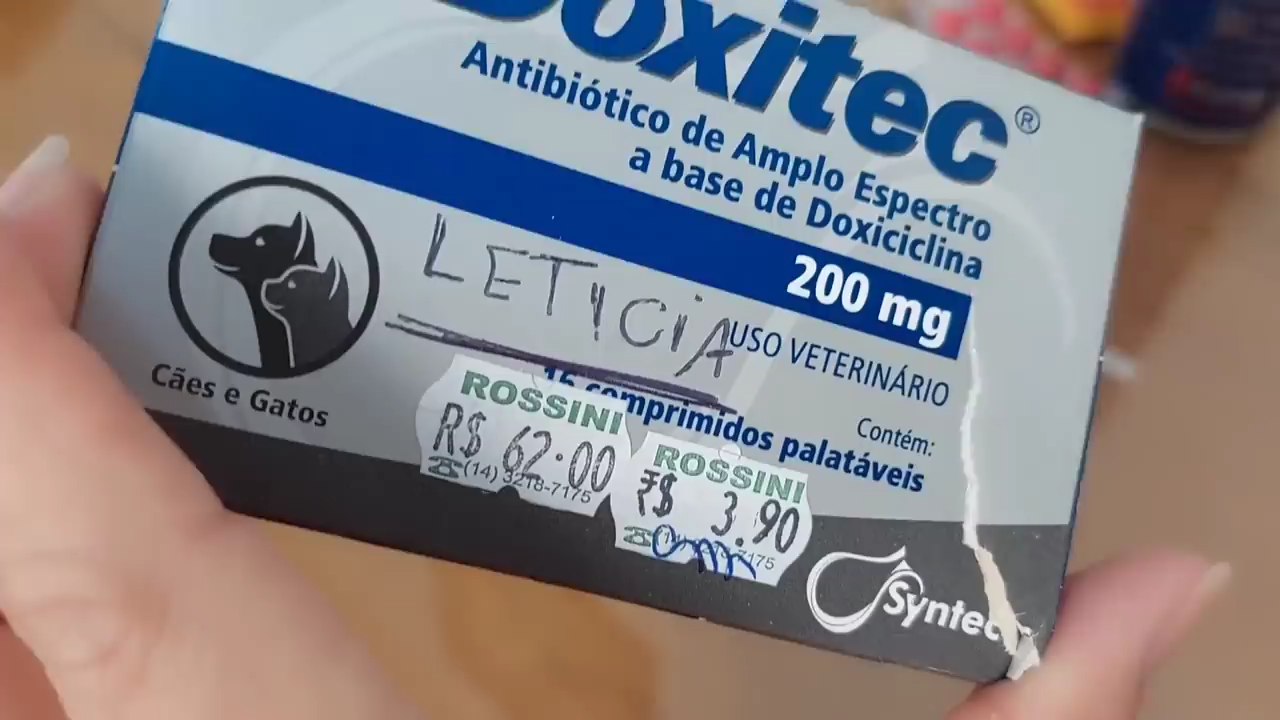 Doxitec®
Antibiótico de Amplo Espectro
a base de Doxiciclina
200 mg
LETICIA
USO VETERINÁRIO
Contém:
16 comprimidos palatáveis
Cães e Gatos
ROSSINI
R$ 62.00
(14) 3218-7175
ROSSINI
R$ 3.90
7175
Syntec